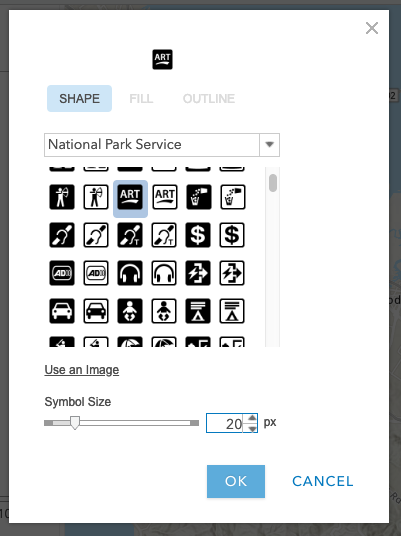 ART
SHAPE FILL OUTLINE
National Park Service
ART ART
T T $ $
AD AD
Use an Image
Symbol Size
20 px
OK CANCEL